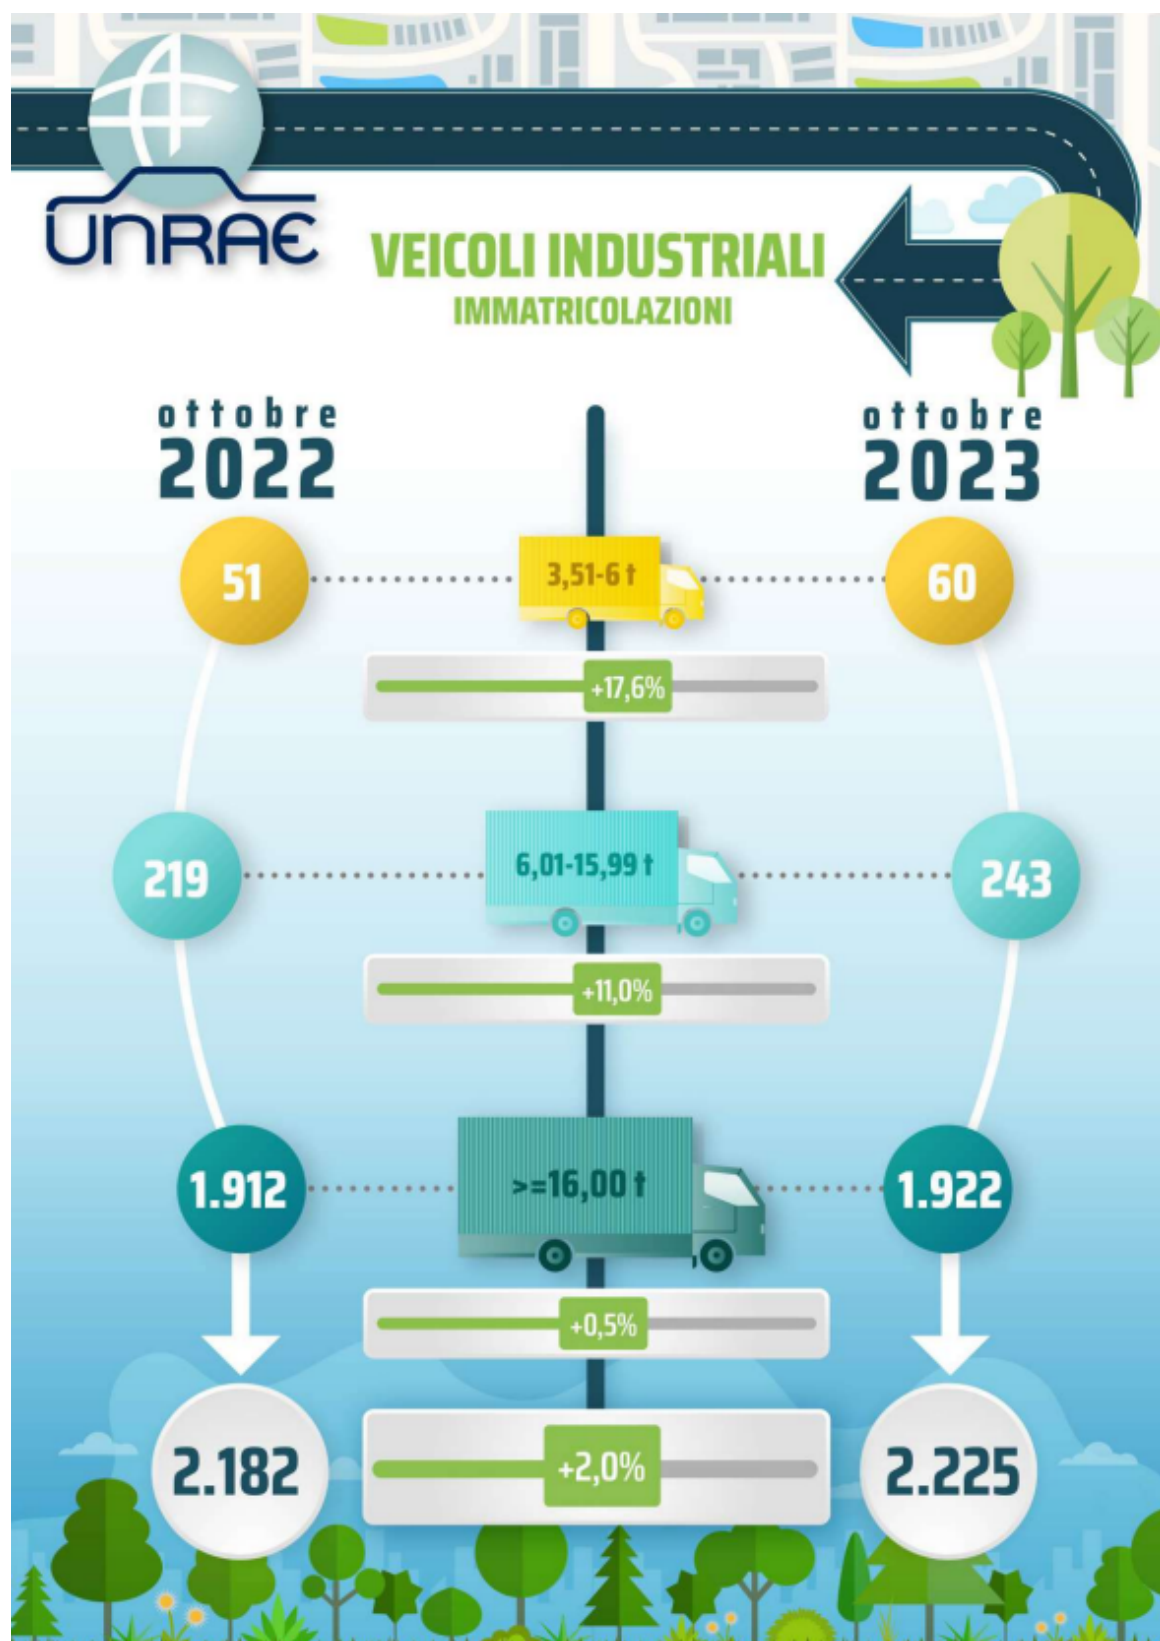 UNRAE
VEICOLI INDUSTRIALI
IMMATRICOLAZIONI
ottobre
2022
ottobre
2023
51
3,51-6 t
60
+17,6%
219
6,01-15,99 t
243
+11,0%
1.912
>=16,00 t
1.922
+0,5%
2.182
+2,0%
2.225